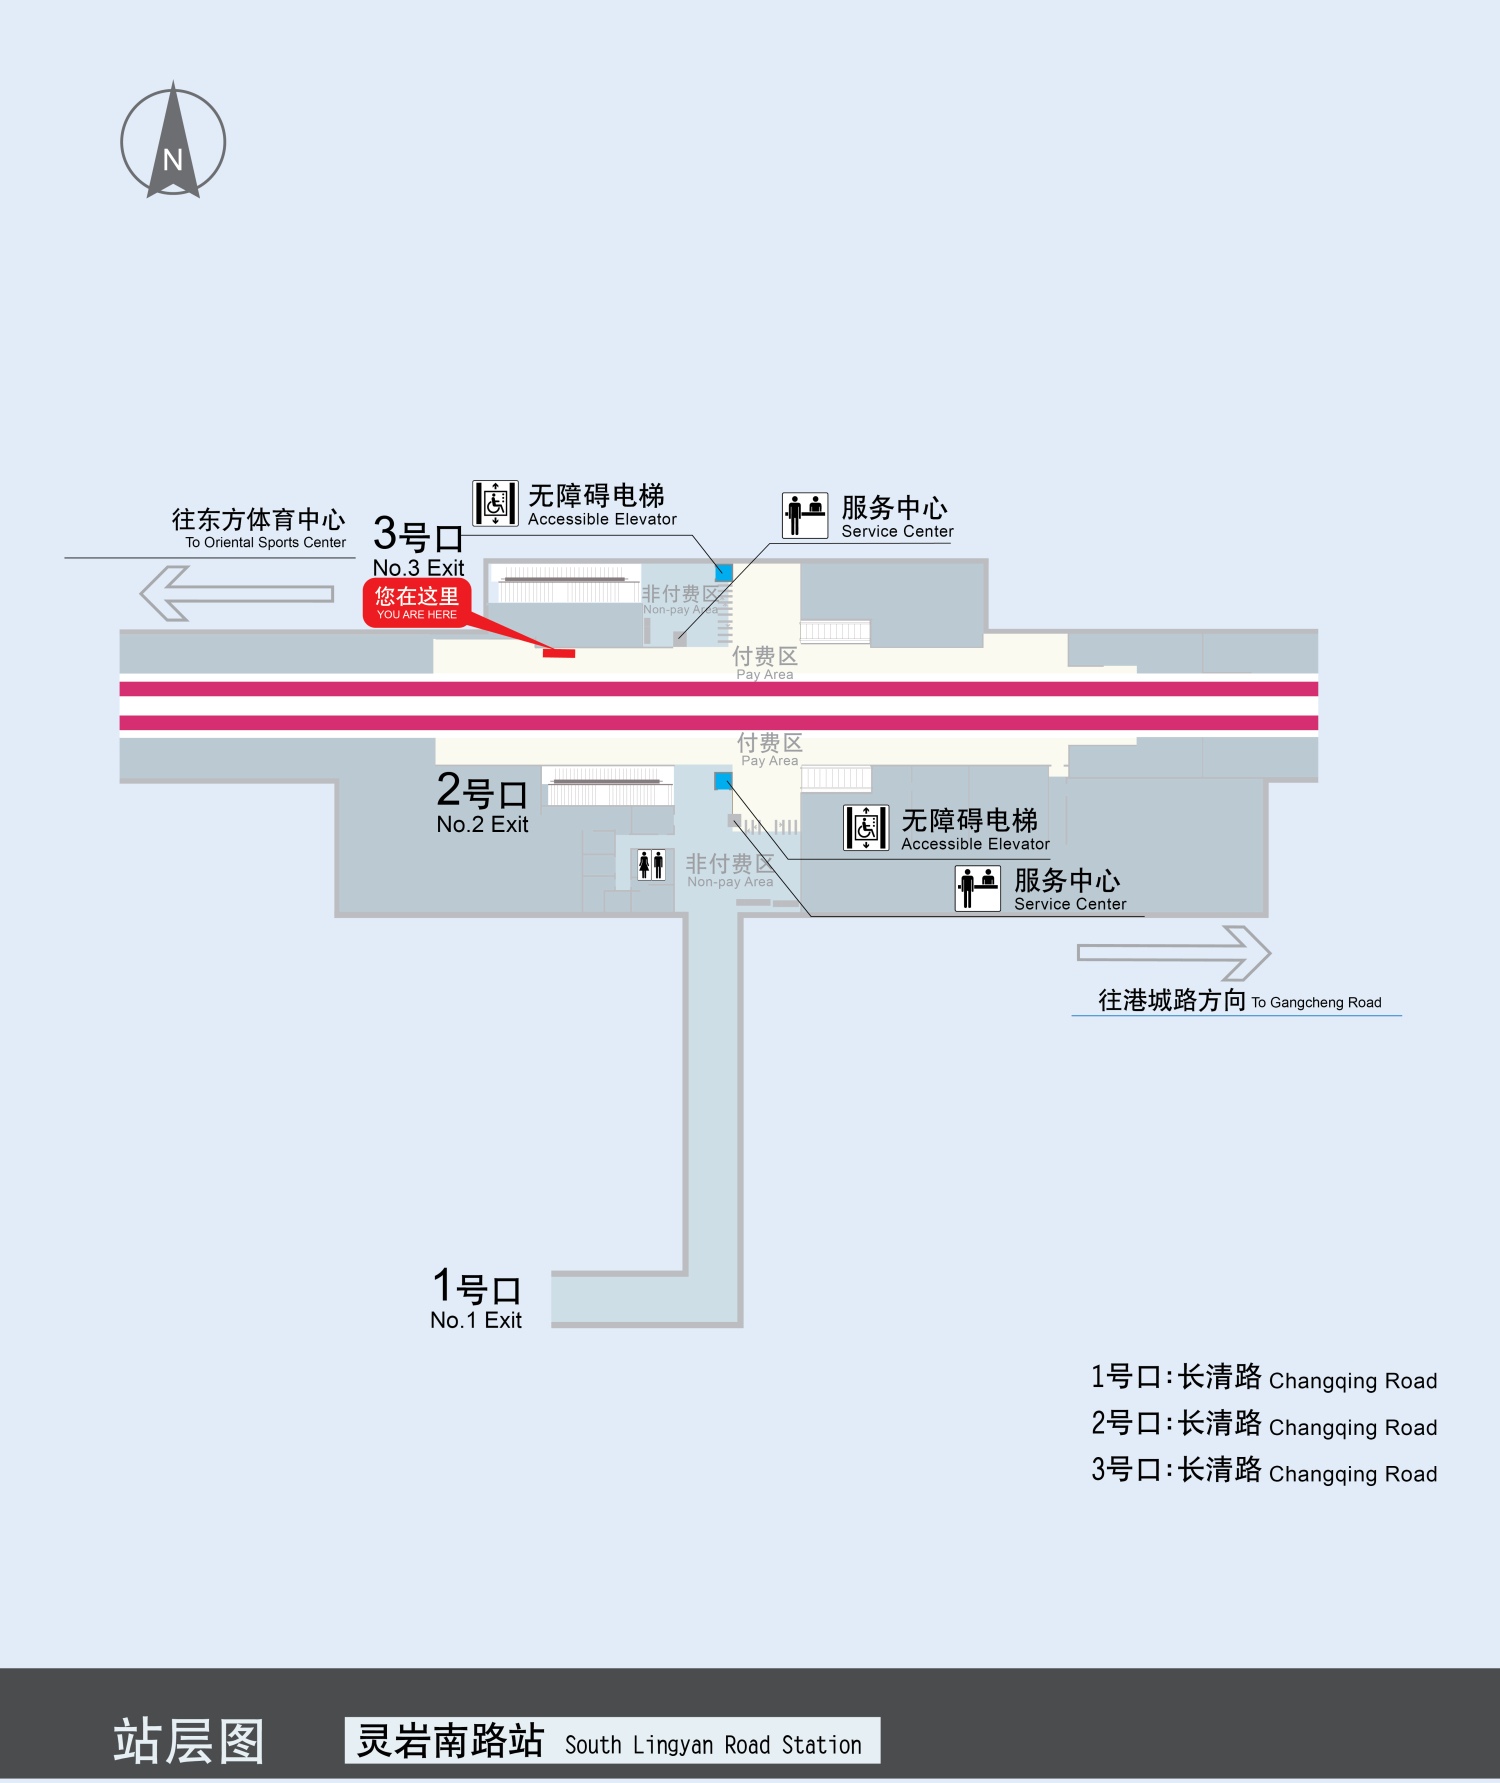 N
无障碍电梯
Accessible Elevator
服务中心
Service Center
往东方体育中心
To Oriental Sports Center
3号口
No.3 Exit
您在这里
YOU ARE HERE
非付费区
Non-pay Area
付费区
Pay Area
付费区
Pay Area
2号口
No.2 Exit
无障碍电梯
Accessible Elevator
非付费区
Non-pay Area
服务中心
Service Center
往港城路方向 To Gangcheng Road
1号口
No.1 Exit
1号口:长清路 Changqing Road
2号口:长清路 Changqing Road
3号口:长清路 Changqing Road
站层图 灵岩南路站 South Lingyan Road Station